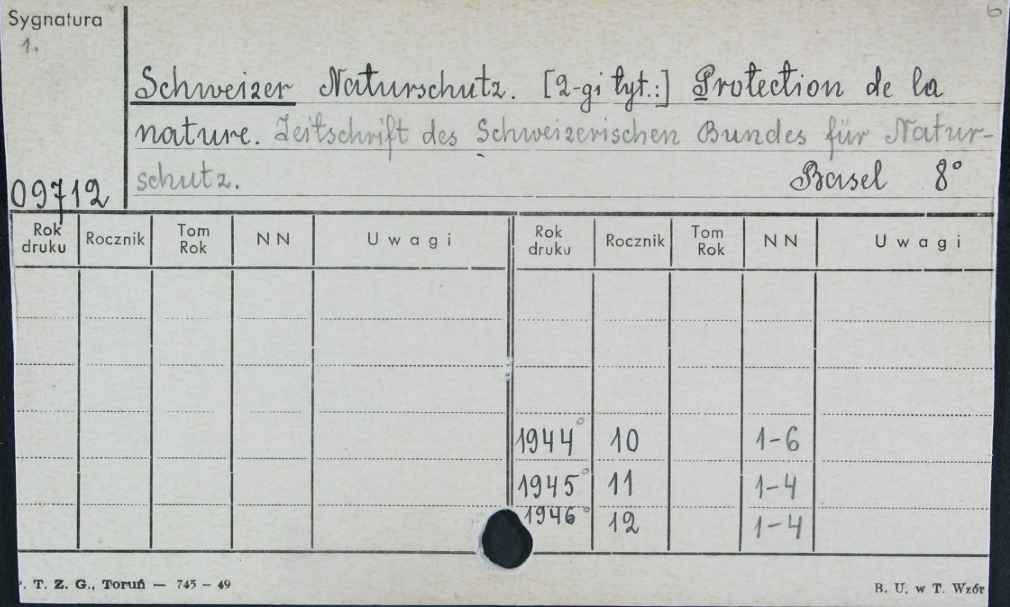 Sygnatura
1.
6
Schweizer Naturschutz. [2-gi tyt.:] Protection de la
nature. Zeitschrift des Schweizerischen Bundes für Natur-
schutz. Basel 8°
09712
Rok druku Rocznik Tom Rok NN Uwagi Rok druku Rocznik Tom Rok NN Uwagi
1944° 10 1-6
1945° 11 1-4
1946° 12 1-4
. T. Z. G., Toruń — 745 - 49 B. U. w T. Wzór